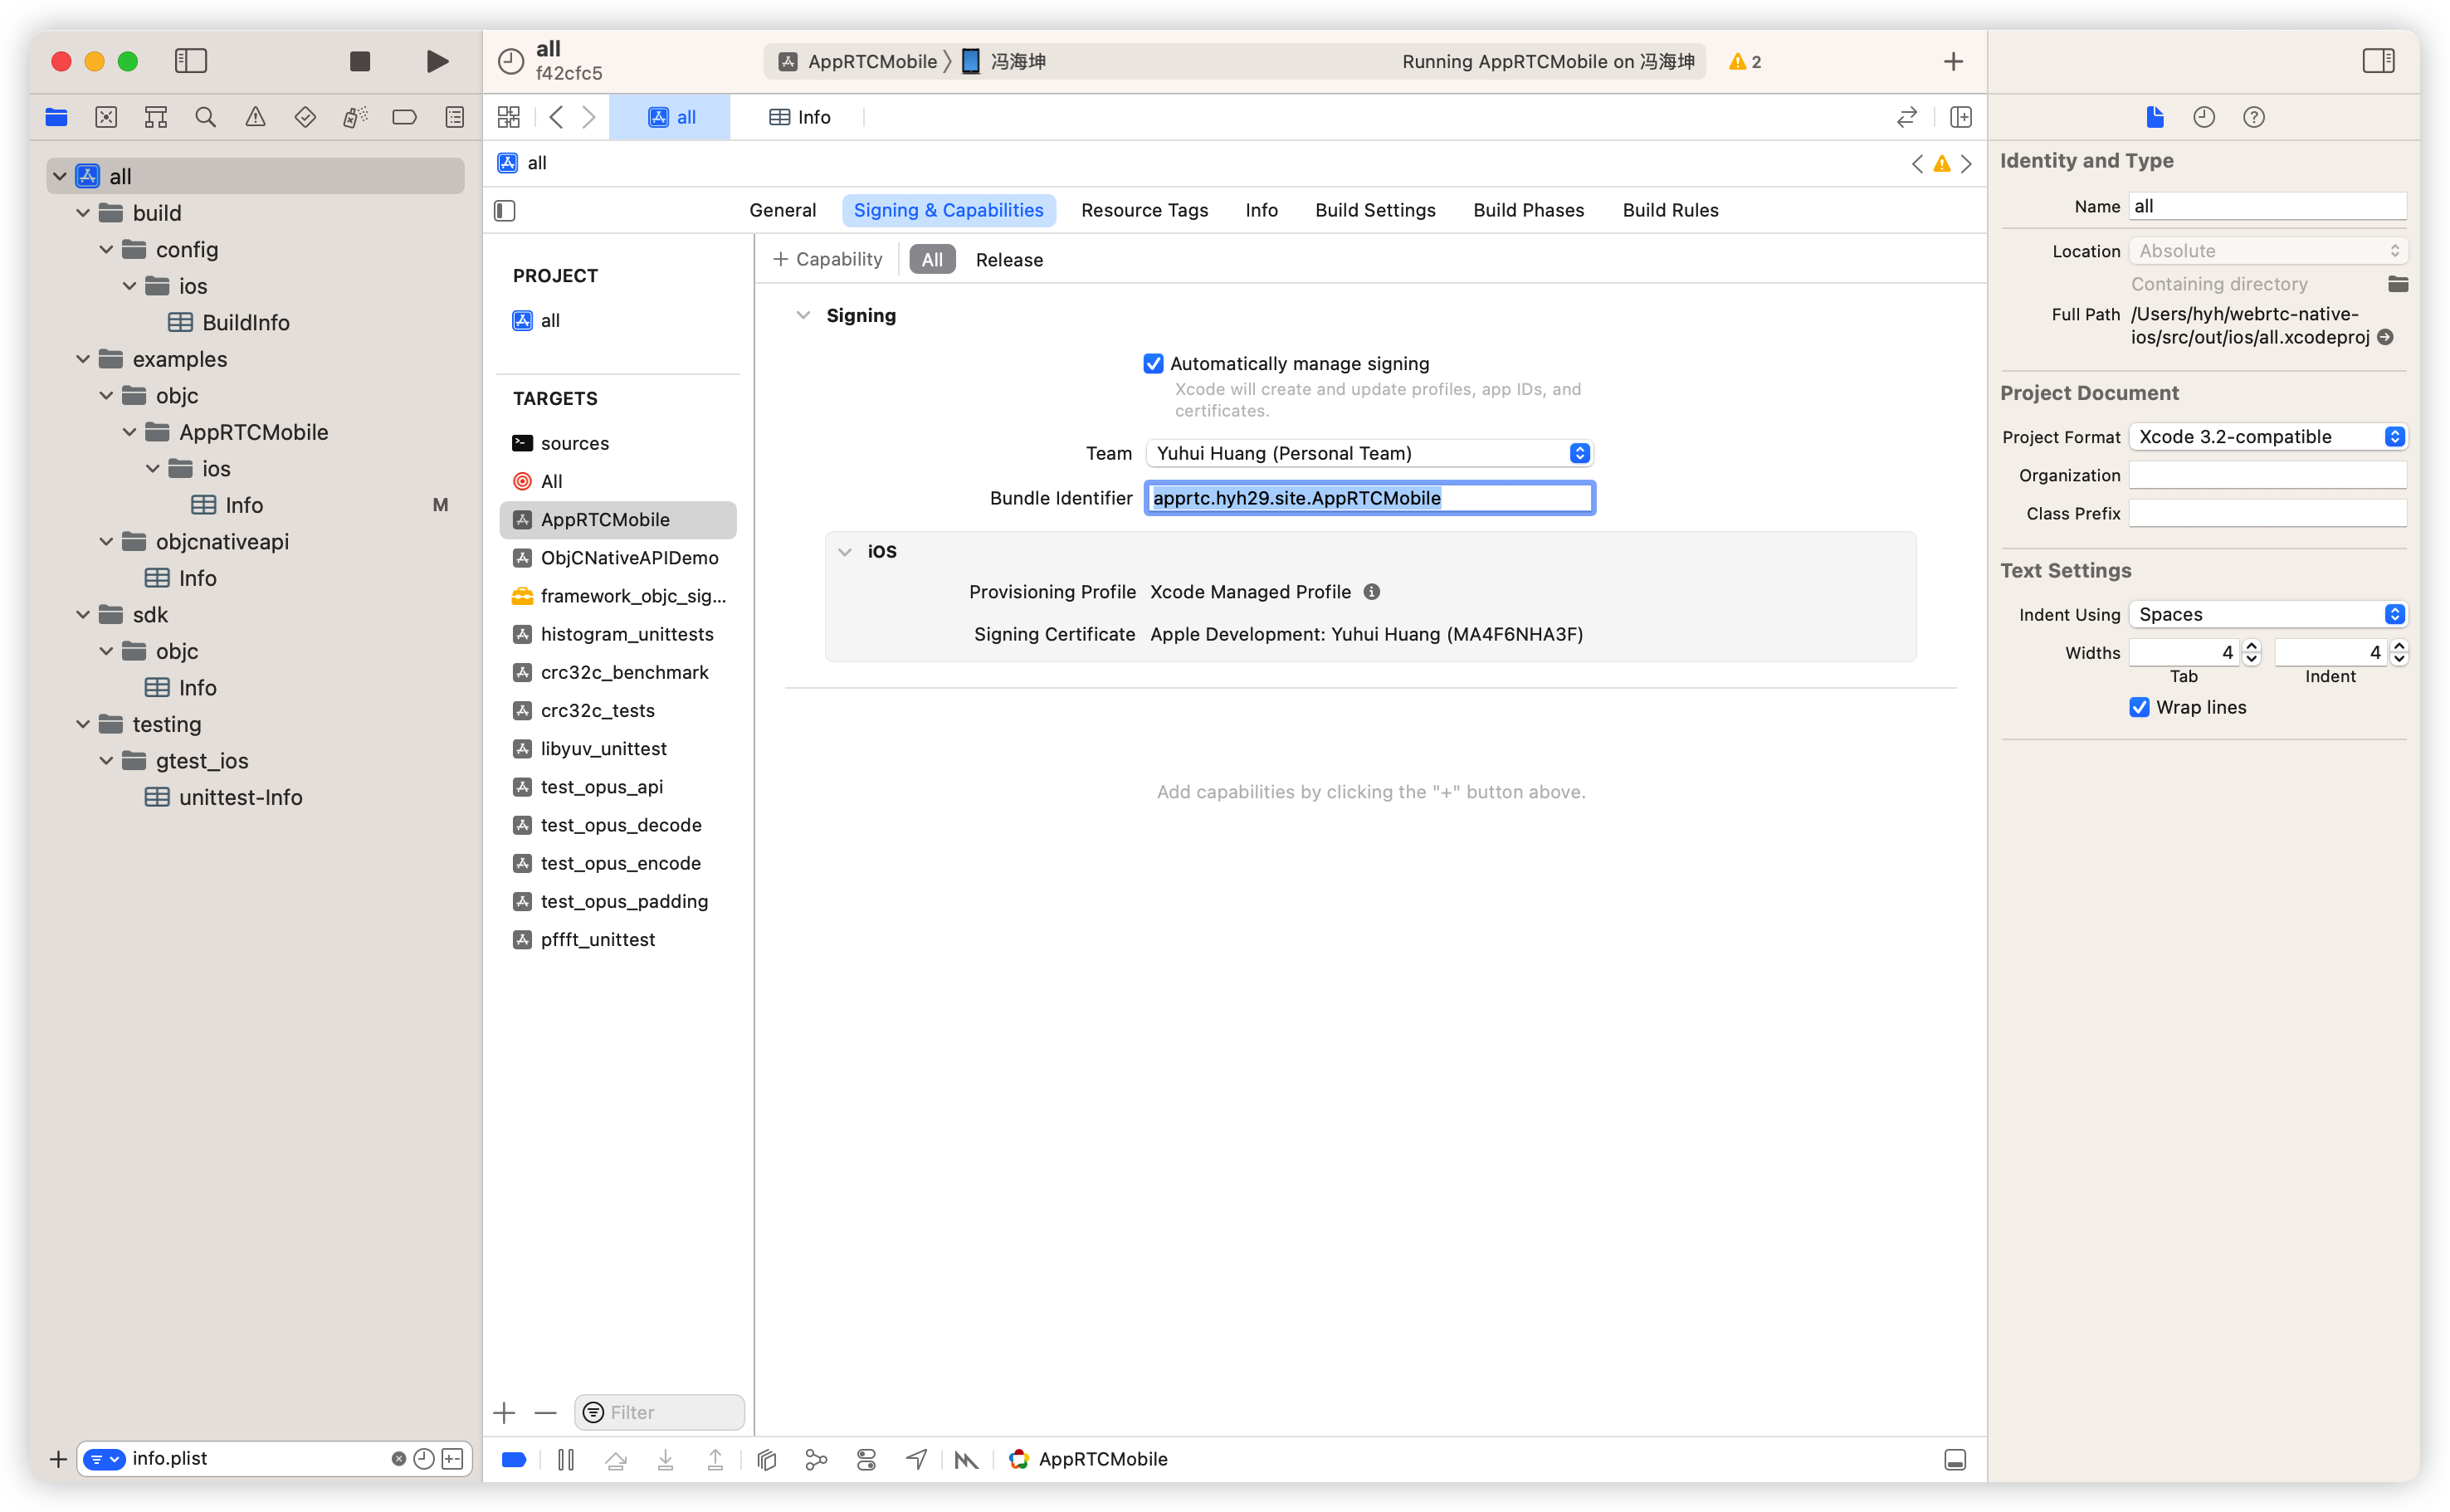 all
f42cfc5
AppRTCMobile
冯海坤
Running AppRTCMobile on 冯海坤
2
all
Info
all
all
build
config
ios
BuildInfo
examples
objc
AppRTCMobile
ios
Info
M
objcnativeapi
Info
sdk
objc
Info
testing
gtest_ios
unittest-Info
info.plist
General
Signing & Capabilities
Resource Tags
Info
Build Settings
Build Phases
Build Rules
PROJECT
all
TARGETS
sources
All
AppRTCMobile
ObjCNativeAPIDemo
framework_objc_sig...
histogram_unittests
crc32c_benchmark
crc32c_tests
libyuv_unittest
test_opus_api
test_opus_decode
test_opus_encode
test_opus_padding
pffft_unittest
Filter
+ Capability
All
Release
Signing
Automatically manage signing
Xcode will create and update profiles, app IDs, and
certificates.
Team
Yuhui Huang (Personal Team)
Bundle Identifier
apprtc.hyh29.site.AppRTCMobile
iOS
Provisioning Profile
Xcode Managed Profile
Signing Certificate
Apple Development: Yuhui Huang (MA4F6NHA3F)
Add capabilities by clicking the "+" button above.
AppRTCMobile
Identity and Type
Name
all
Location
Absolute
Containing directory
Full Path
/Users/hyh/webrtc-native-
ios/src/out/ios/all.xcodeproj
Project Document
Project Format
Xcode 3.2-compatible
Organization
Class Prefix
Text Settings
Indent Using
Spaces
Widths
4
4
Tab
Indent
Wrap lines